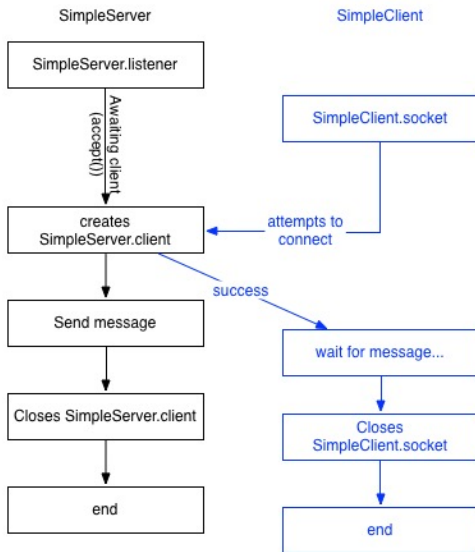 SimpleServer
SimpleClient
SimpleServer.listener
Awaiting client
(accept())
SimpleClient.socket
creates
SimpleServer.client
attempts to
connect
success
Send message
wait for message...
Closes SimpleServer.client
Closes
SimpleClient.socket
end
end